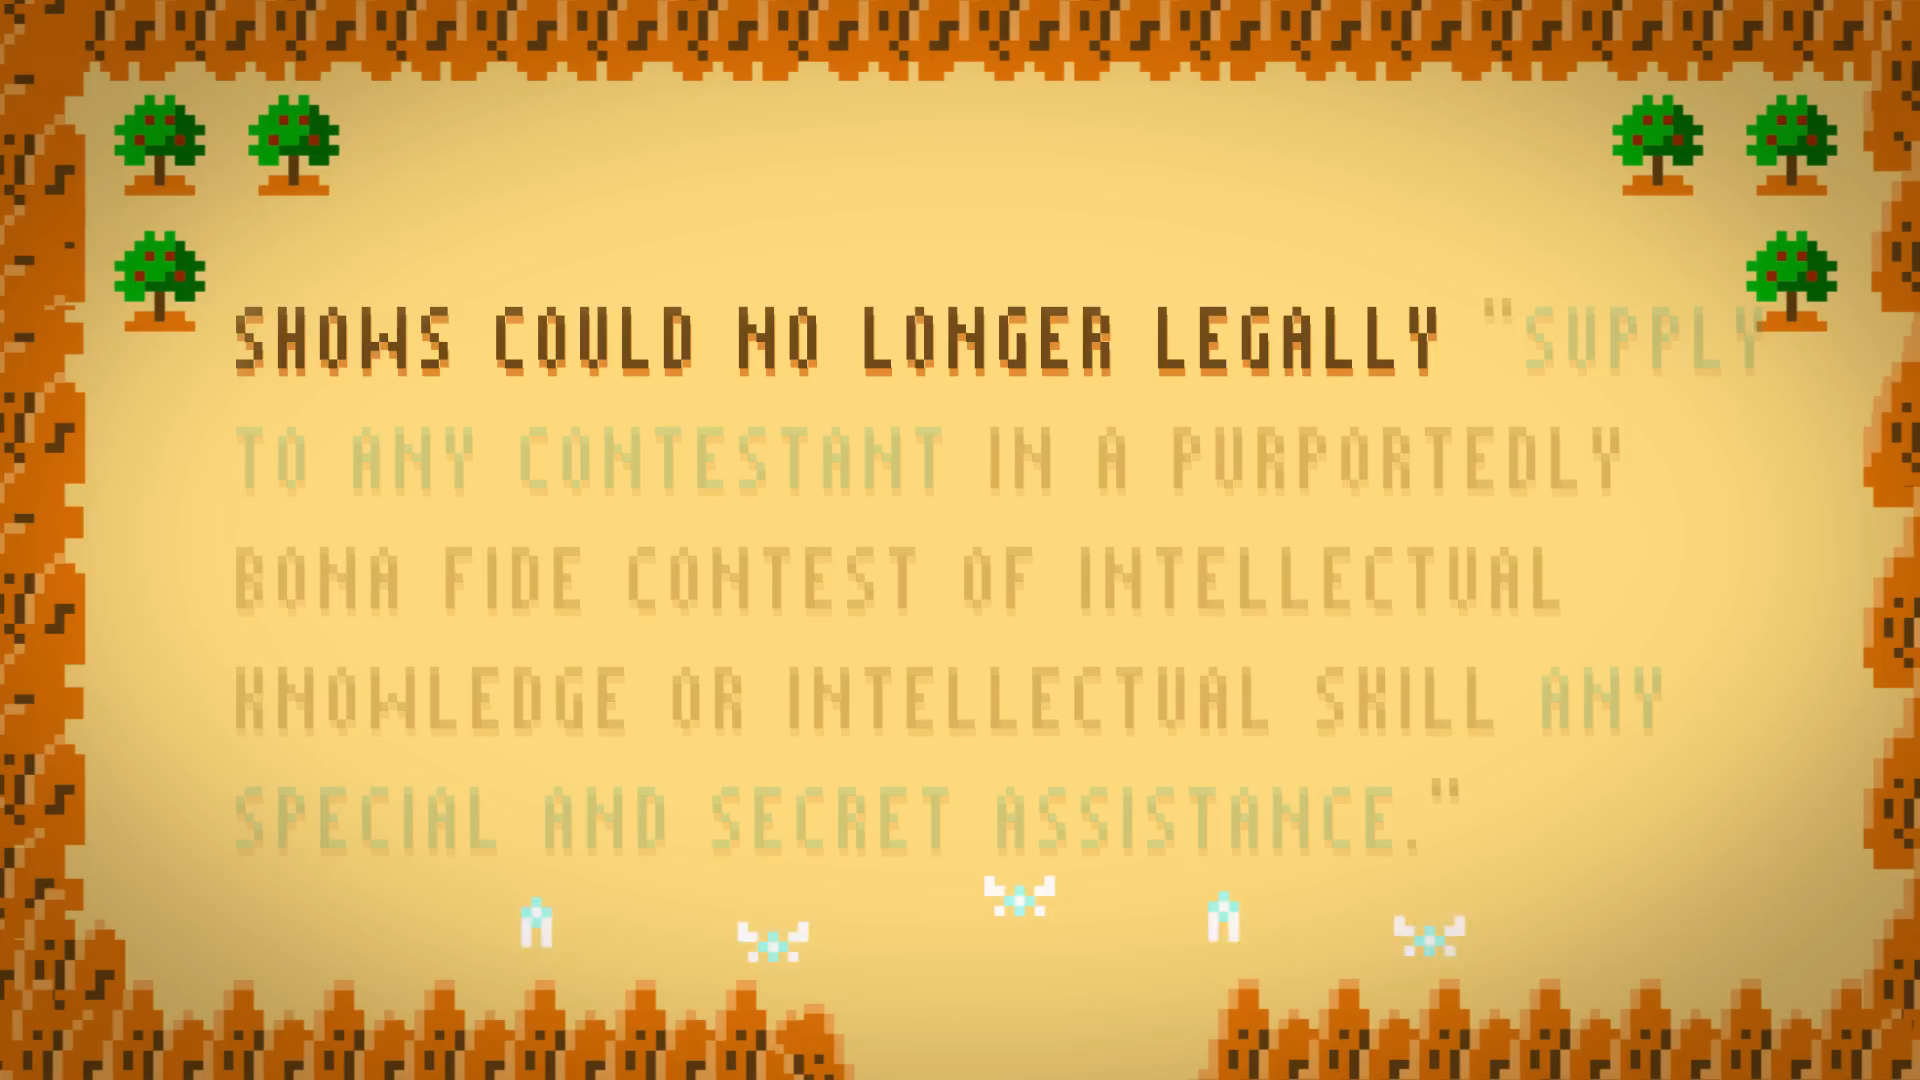 SHOWS COULD NO LONGER LEGALLY "SUPPLY
TO ANY CONTESTANT IN A PURPORTEDLY
BONA FIDE CONTEST OF INTELLECTUAL
KNOWLEDGE OR INTELLECTUAL SKILL ANY
SPECIAL AND SECRET ASSISTANCE."